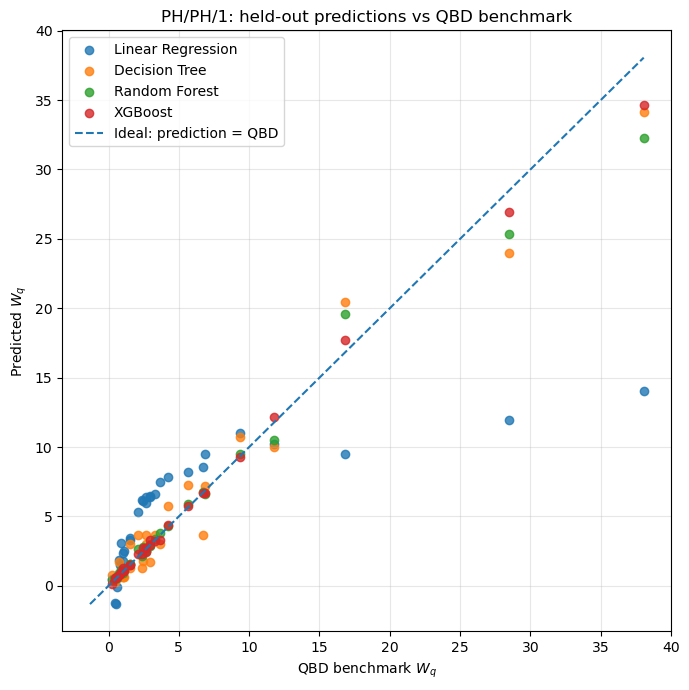 PH/PH/1: held-out predictions vs QBD benchmark
Linear Regression
Decision Tree
Random Forest
XGBoost
Ideal: prediction = QBD
Predicted W_q
40
35
30
25
20
15
10
5
0
0 5 10 15 20 25 30 35 40
QBD benchmark W_q